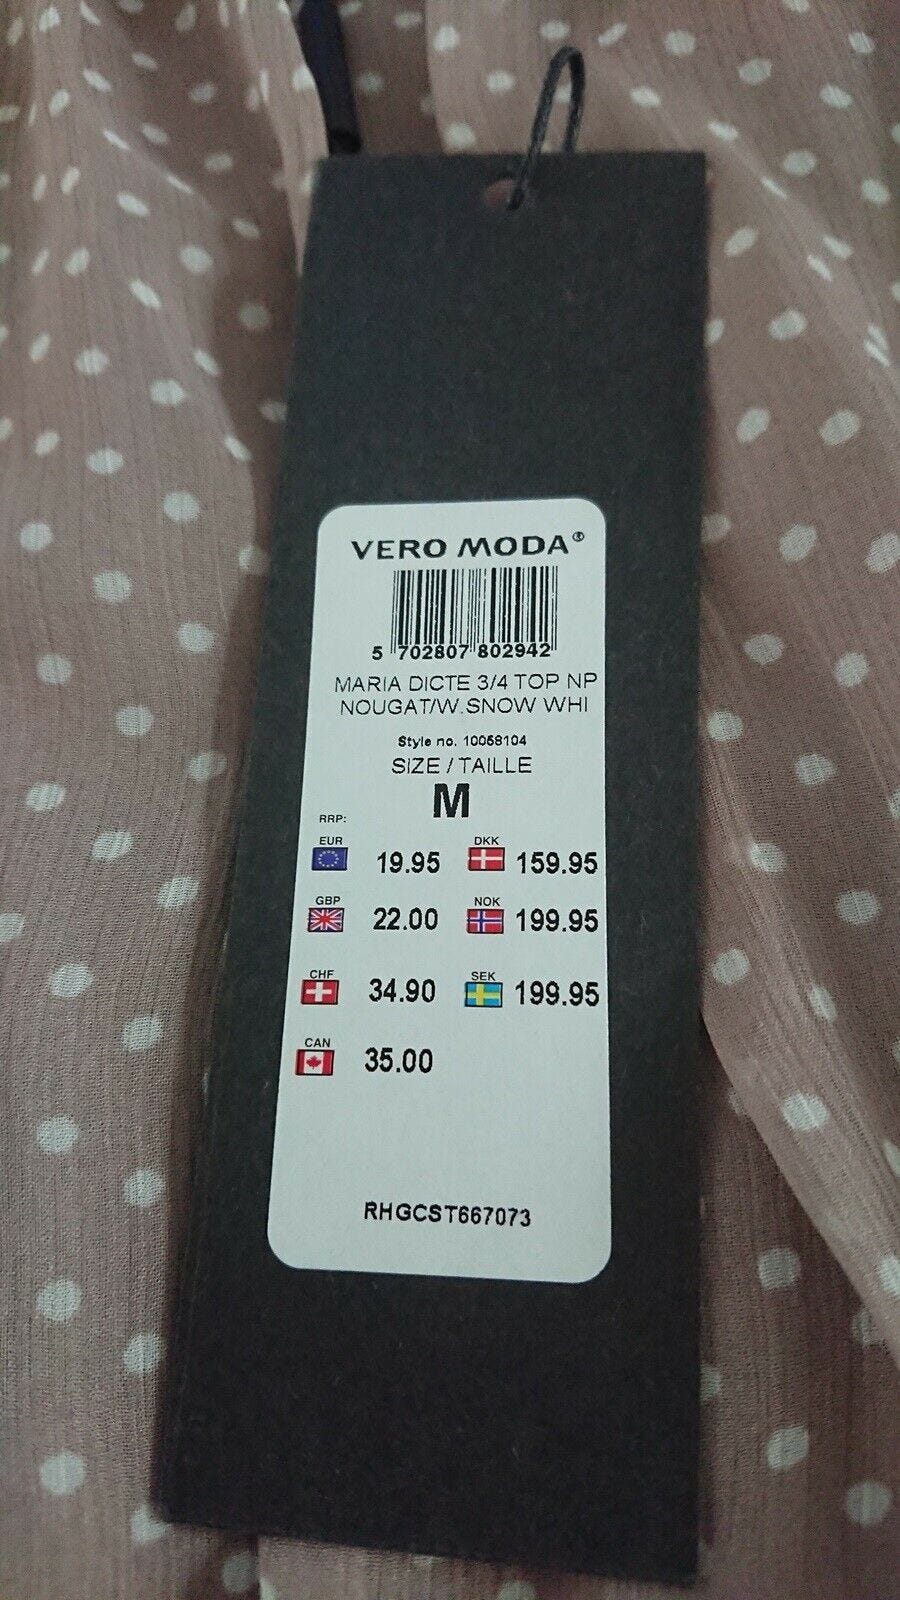 VERO MODA®
5 702807 802942
MARIA DICTE 3/4 TOP NP
NOUGAT/W.SNOW WHI
Style no. 10058104
SIZE / TAILLE
M
RRP:
EUR 19.95 DKK 159.95
GBP 22.00 NOK 199.95
CHF 34.90 SEK 199.95
CAN 35.00
RHGCST667073